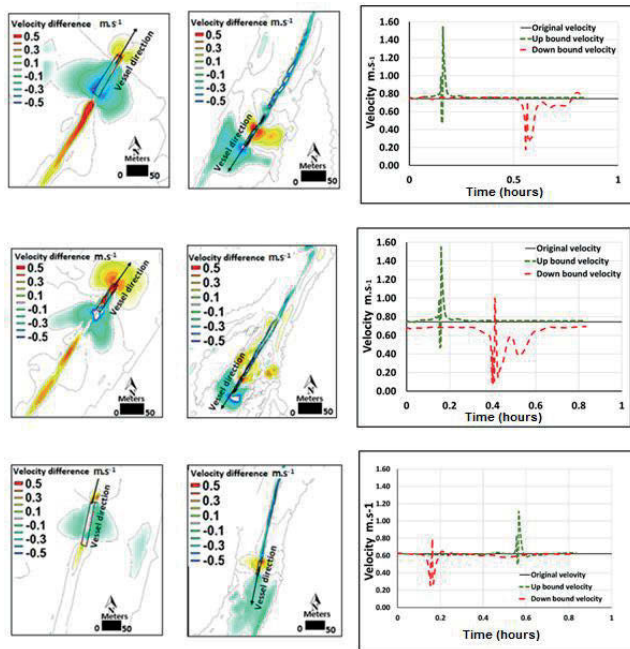 Velocity difference m.s⁻¹
0.5
0.3
0.1
-0.1
-0.3
-0.5
Vessel direction
N
Meters
0 50
Velocity difference m.s⁻¹
0.5
0.3
0.1
-0.1
-0.3
-0.5
Vessel direction
N
Meters
0 50
1.60
1.40
1.20
1.00
0.80
0.60
0.40
0.20
0.00
Velocity m.s-1
Original velocity
Up bound velocity
Down bound velocity
0
0.5
1
Time (hours)
Velocity difference m.s⁻¹
0.5
0.3
0.1
-0.1
-0.3
-0.5
Vessel direction
N
Meters
0 50
Velocity difference m.s⁻¹
0.5
0.3
0.1
-0.1
-0.3
-0.5
Vessel direction
N
Meters
0 50
1.60
1.40
1.20
1.00
0.80
0.60
0.40
0.20
0.00
Velocity m.s-1
Original velocity
Up bound velocity
Down bound velocity
0
0.2
0.4
0.6
0.8
1
Time (hours)
Velocity difference m.s⁻¹
0.5
0.3
0.1
-0.1
-0.3
-0.5
Vessel direction
N
Meters
0 50
Velocity difference m.s⁻¹
0.5
0.3
0.1
-0.1
-0.3
-0.5
Vessel direction
N
Meters
0 50
1.60
1.40
1.20
1.00
0.80
0.60
0.40
0.20
0.00
Velocity m.s-1
Original velovity
Up bound velocity
Down bound velocity
0
0.2
0.4
0.6
0.8
1
Time (hours)